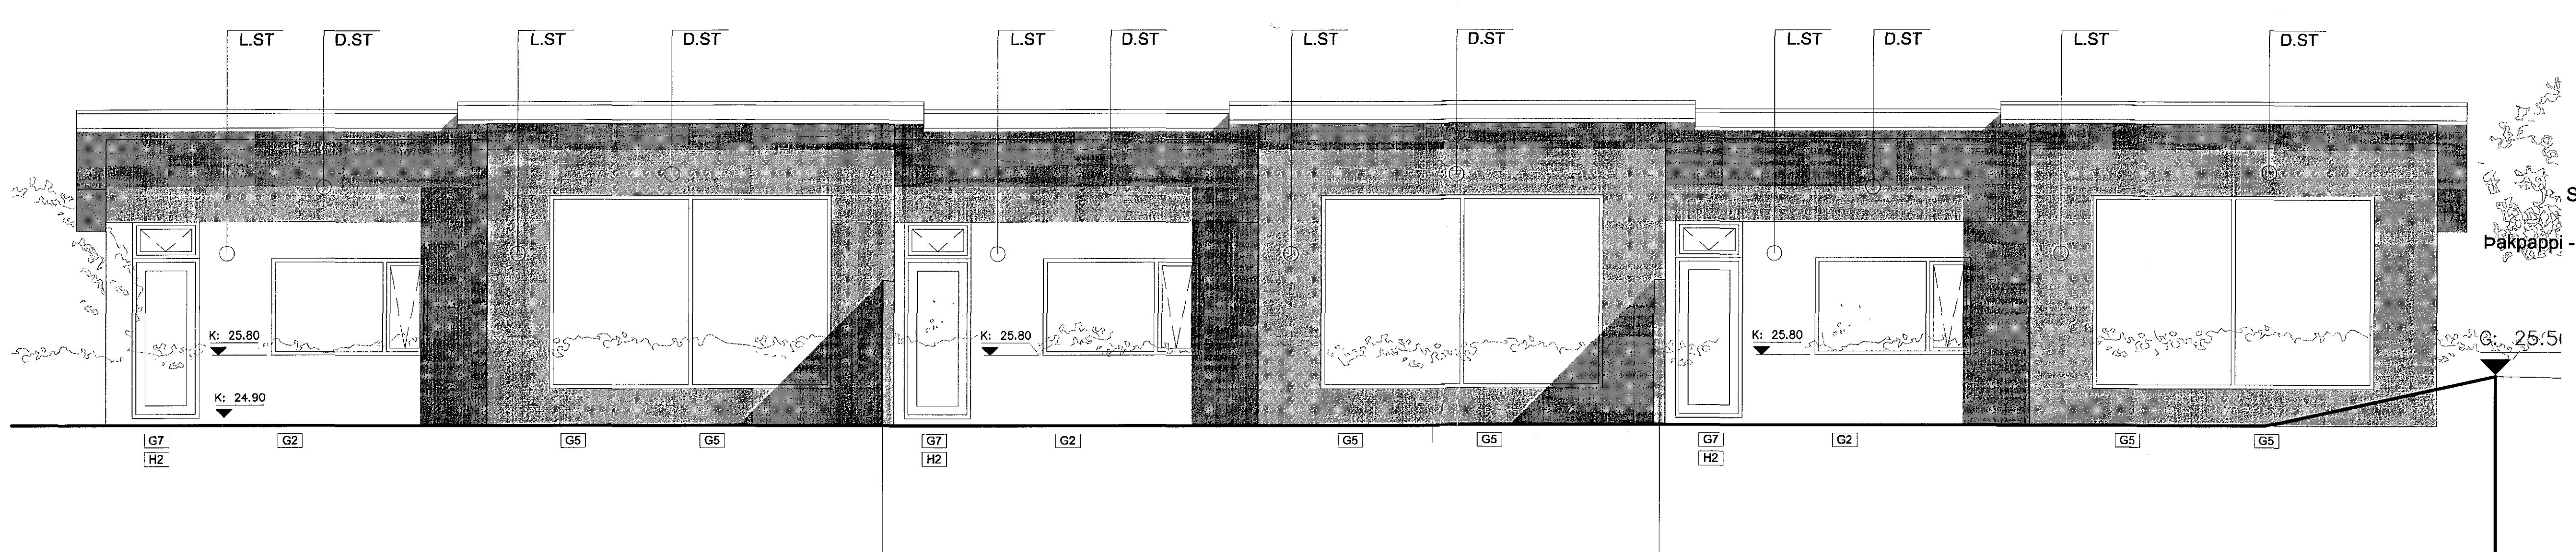 L.ST D.ST L.ST D.ST L.ST D.ST L.ST D.ST L.ST D.ST L.ST D.ST
S
Þakpappi -
K: 25.80 K: 25.80 K: 25.80 G: 25.50
K: 24.90
G7 G2 G5 G5 G7 G2 G5 G5 G7 G2 G5 G5
H2 H2 H2